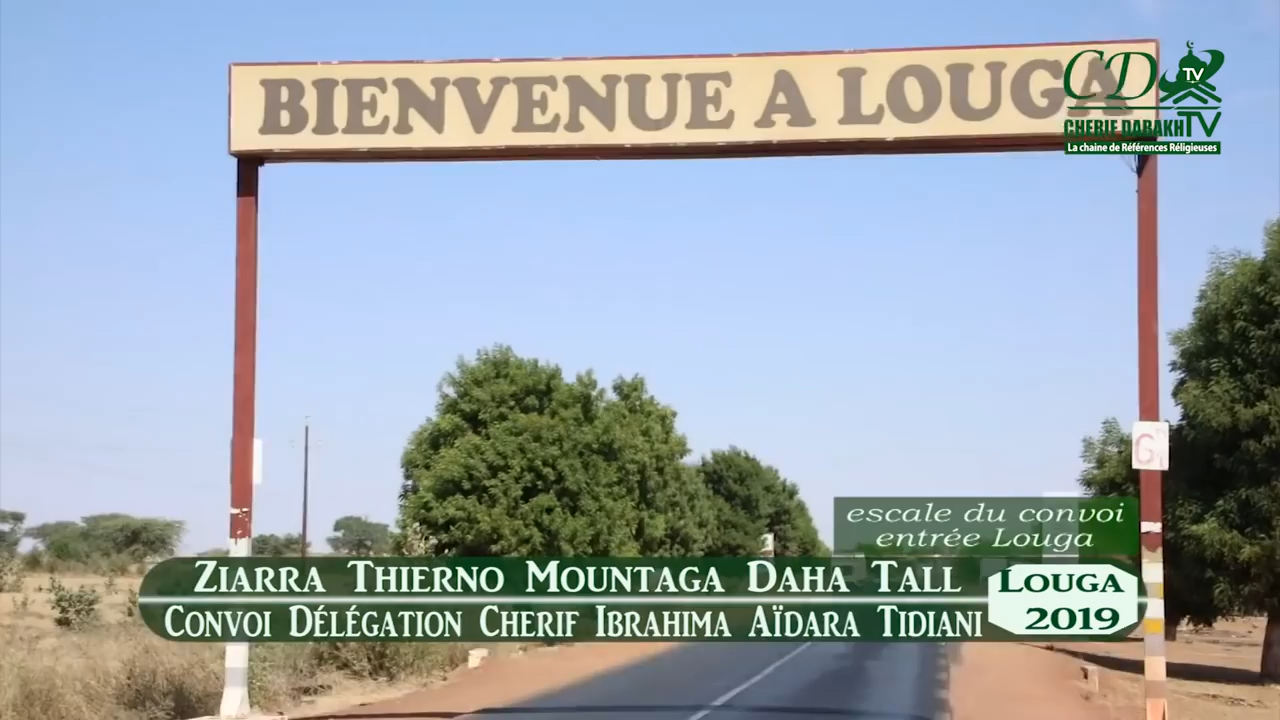 BIENVENUE A LOUGA
CD TV
CHERIF DARAKH TV
La chaine de Références Réligieuses
G
escale du convoi
entrée Louga
ZIARRA THIERNO MOUNTAGA DAHA TALL
CONVOI DÉLÉGATION CHERIF IBRAHIMA AÏDARA TIDIANI
LOUGA
2019